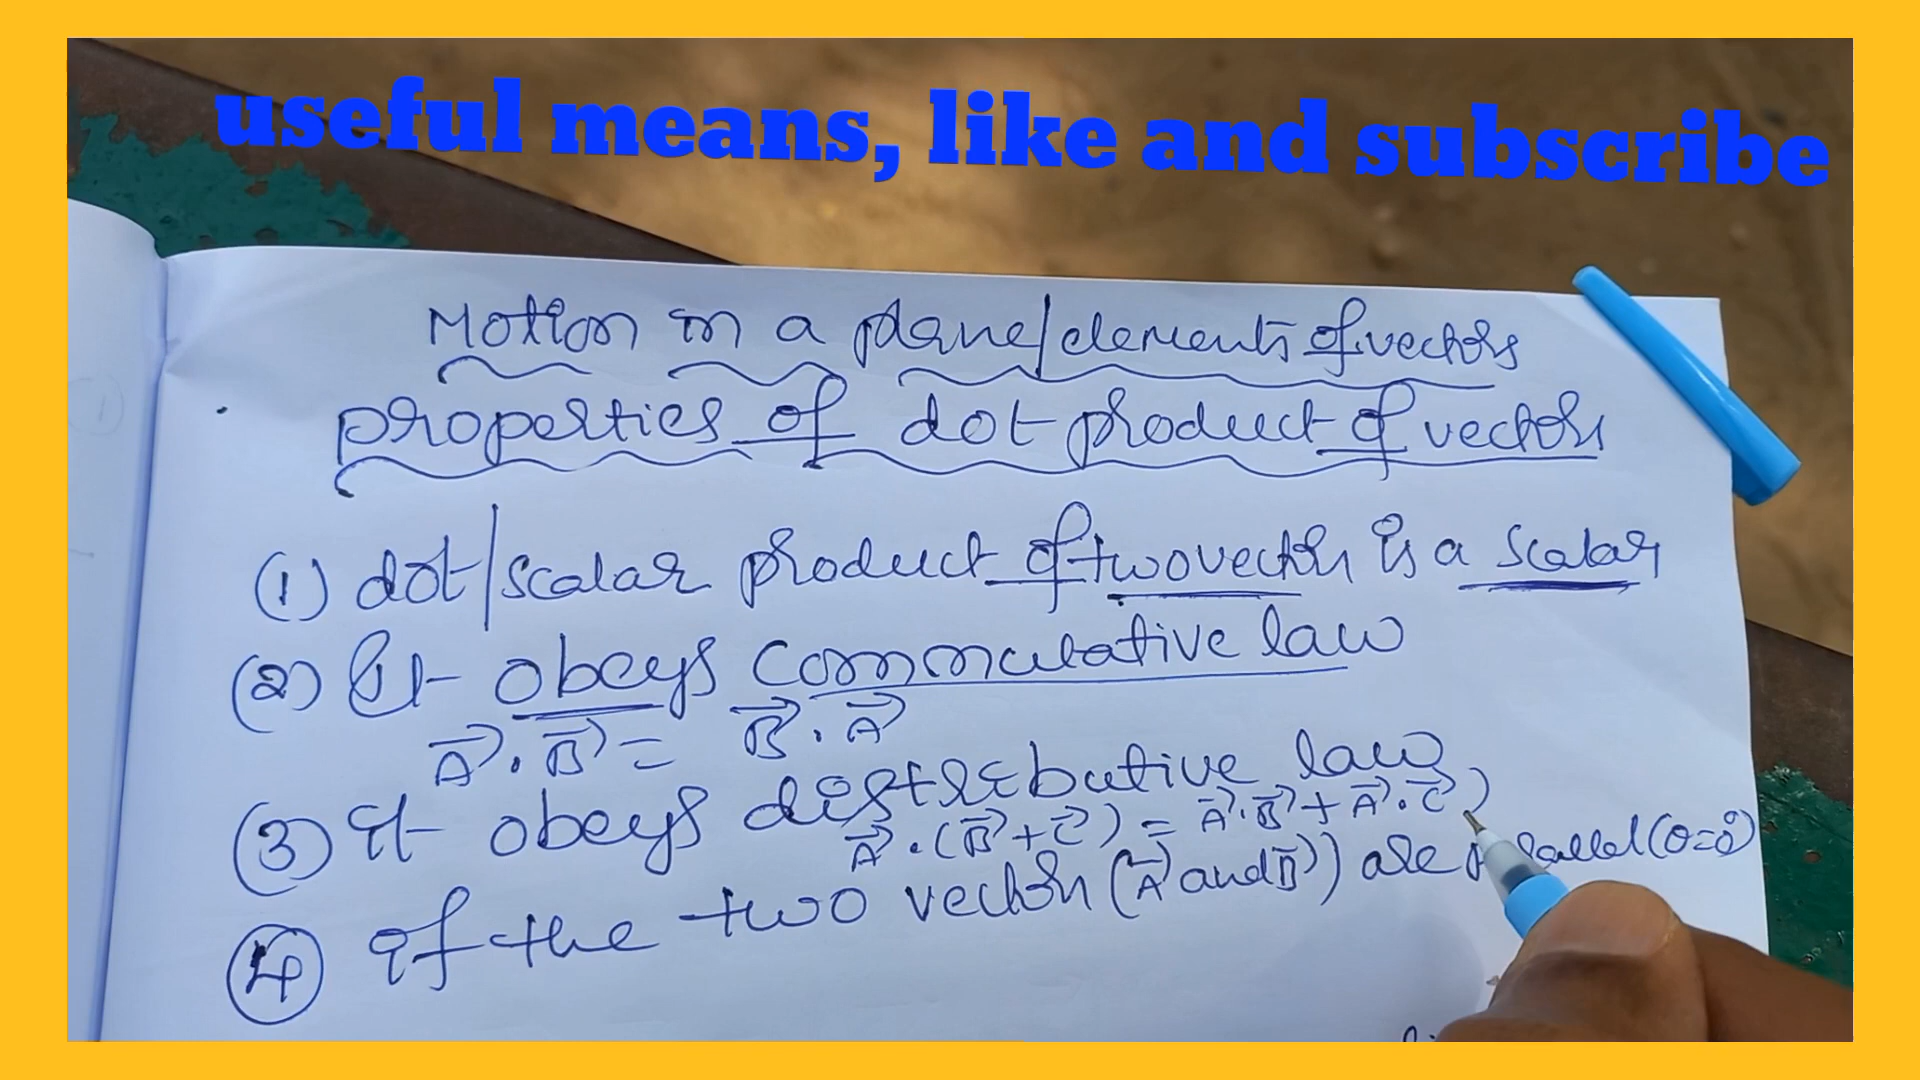 useful means, like and subscribe
Motion in a plane/elements of vectors
properties of dot product of vectors
(1) dot/scalar product of two vectors is a scalar
(2) It obeys commutative law
A⃗ . B⃗ = B⃗ . A⃗
(3) It obeys distributive law
A⃗ . (B⃗ + C⃗) = A⃗ . B⃗ + A⃗ . C⃗
(4) If the two vectors (A⃗ and B⃗) are parallel (θ=0°)